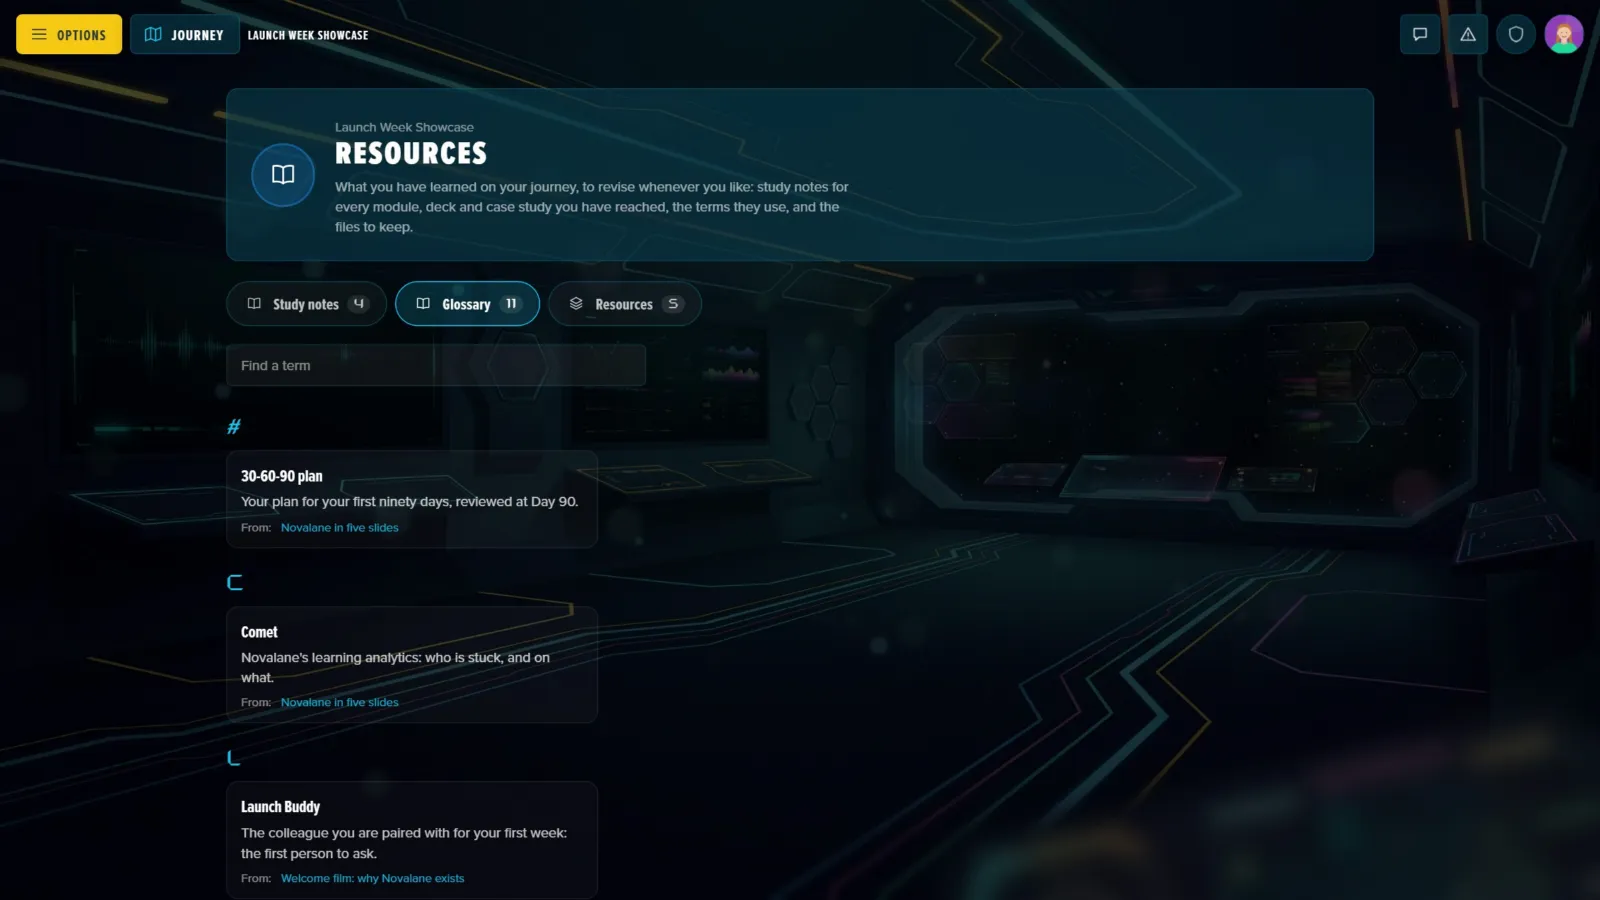 OPTIONS
JOURNEY
LAUNCH WEEK SHOWCASE
Launch Week Showcase
RESOURCES
What you have learned on your journey, to revise whenever you like: study notes for
every module, deck and case study you have reached, the terms they use, and the
files to keep.
Study notes 4
Glossary 11
Resources 5
Find a term
#
30-60-90 plan
Your plan for your first ninety days, reviewed at Day 90.
From: Novalane in five slides
C
Comet
Novalane's learning analytics: who is stuck, and on
what.
From: Novalane in five slides
L
Launch Buddy
The colleague you are paired with for your first week:
the first person to ask.
From: Welcome film: why Novalane exists